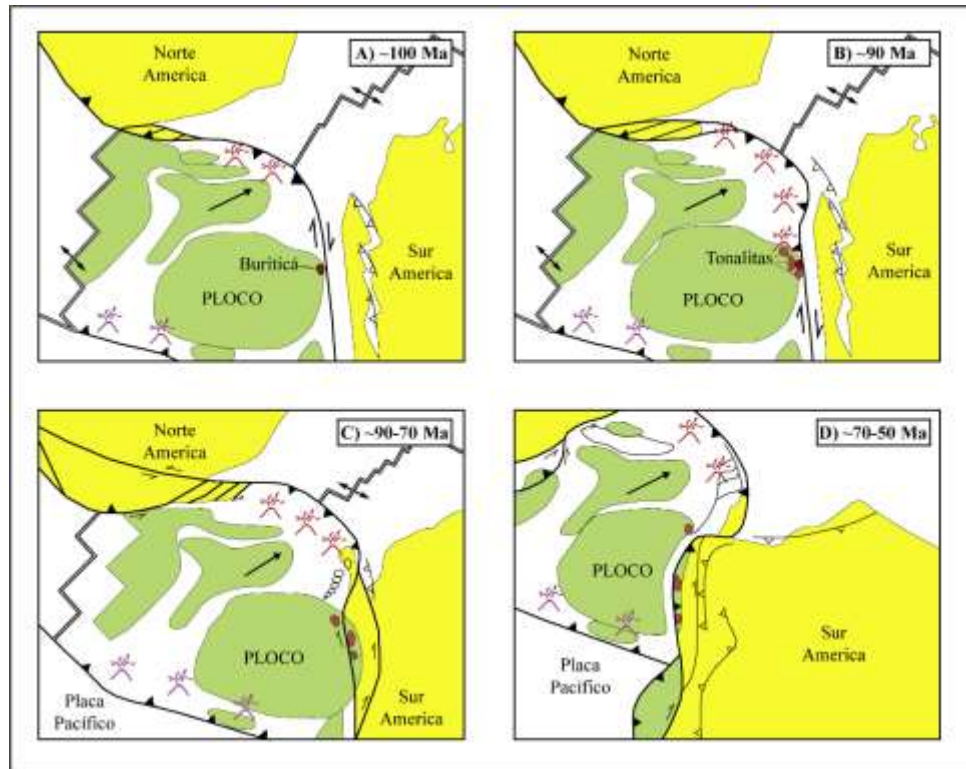 Norte
America
A) ~100 Ma
Buriticá
PLOCO
Sur
America
Norte
America
B) ~90 Ma
Tonalitas
PLOCO
Sur
America
Norte
America
C) ~90-70 Ma
PLOCO
Placa
Pacífico
Sur
America
D) ~70-50 Ma
PLOCO
Placa
Pacífico
Sur
America